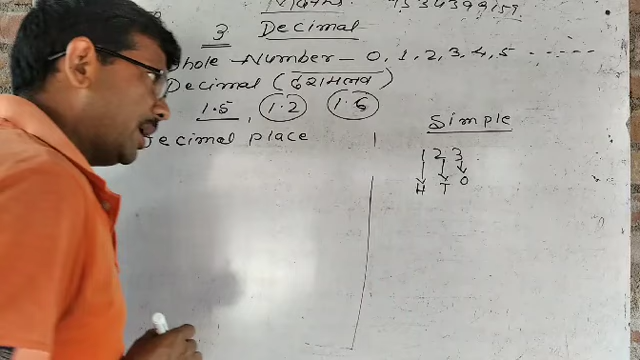 Maths
3 Decimal
Whole Number - 0, 1, 2, 3, 4, 5 - - - - -
Decimal (दशमलव)
1.5, 1.2 1.6
Decimal place
Simple
1 2 3
H T O